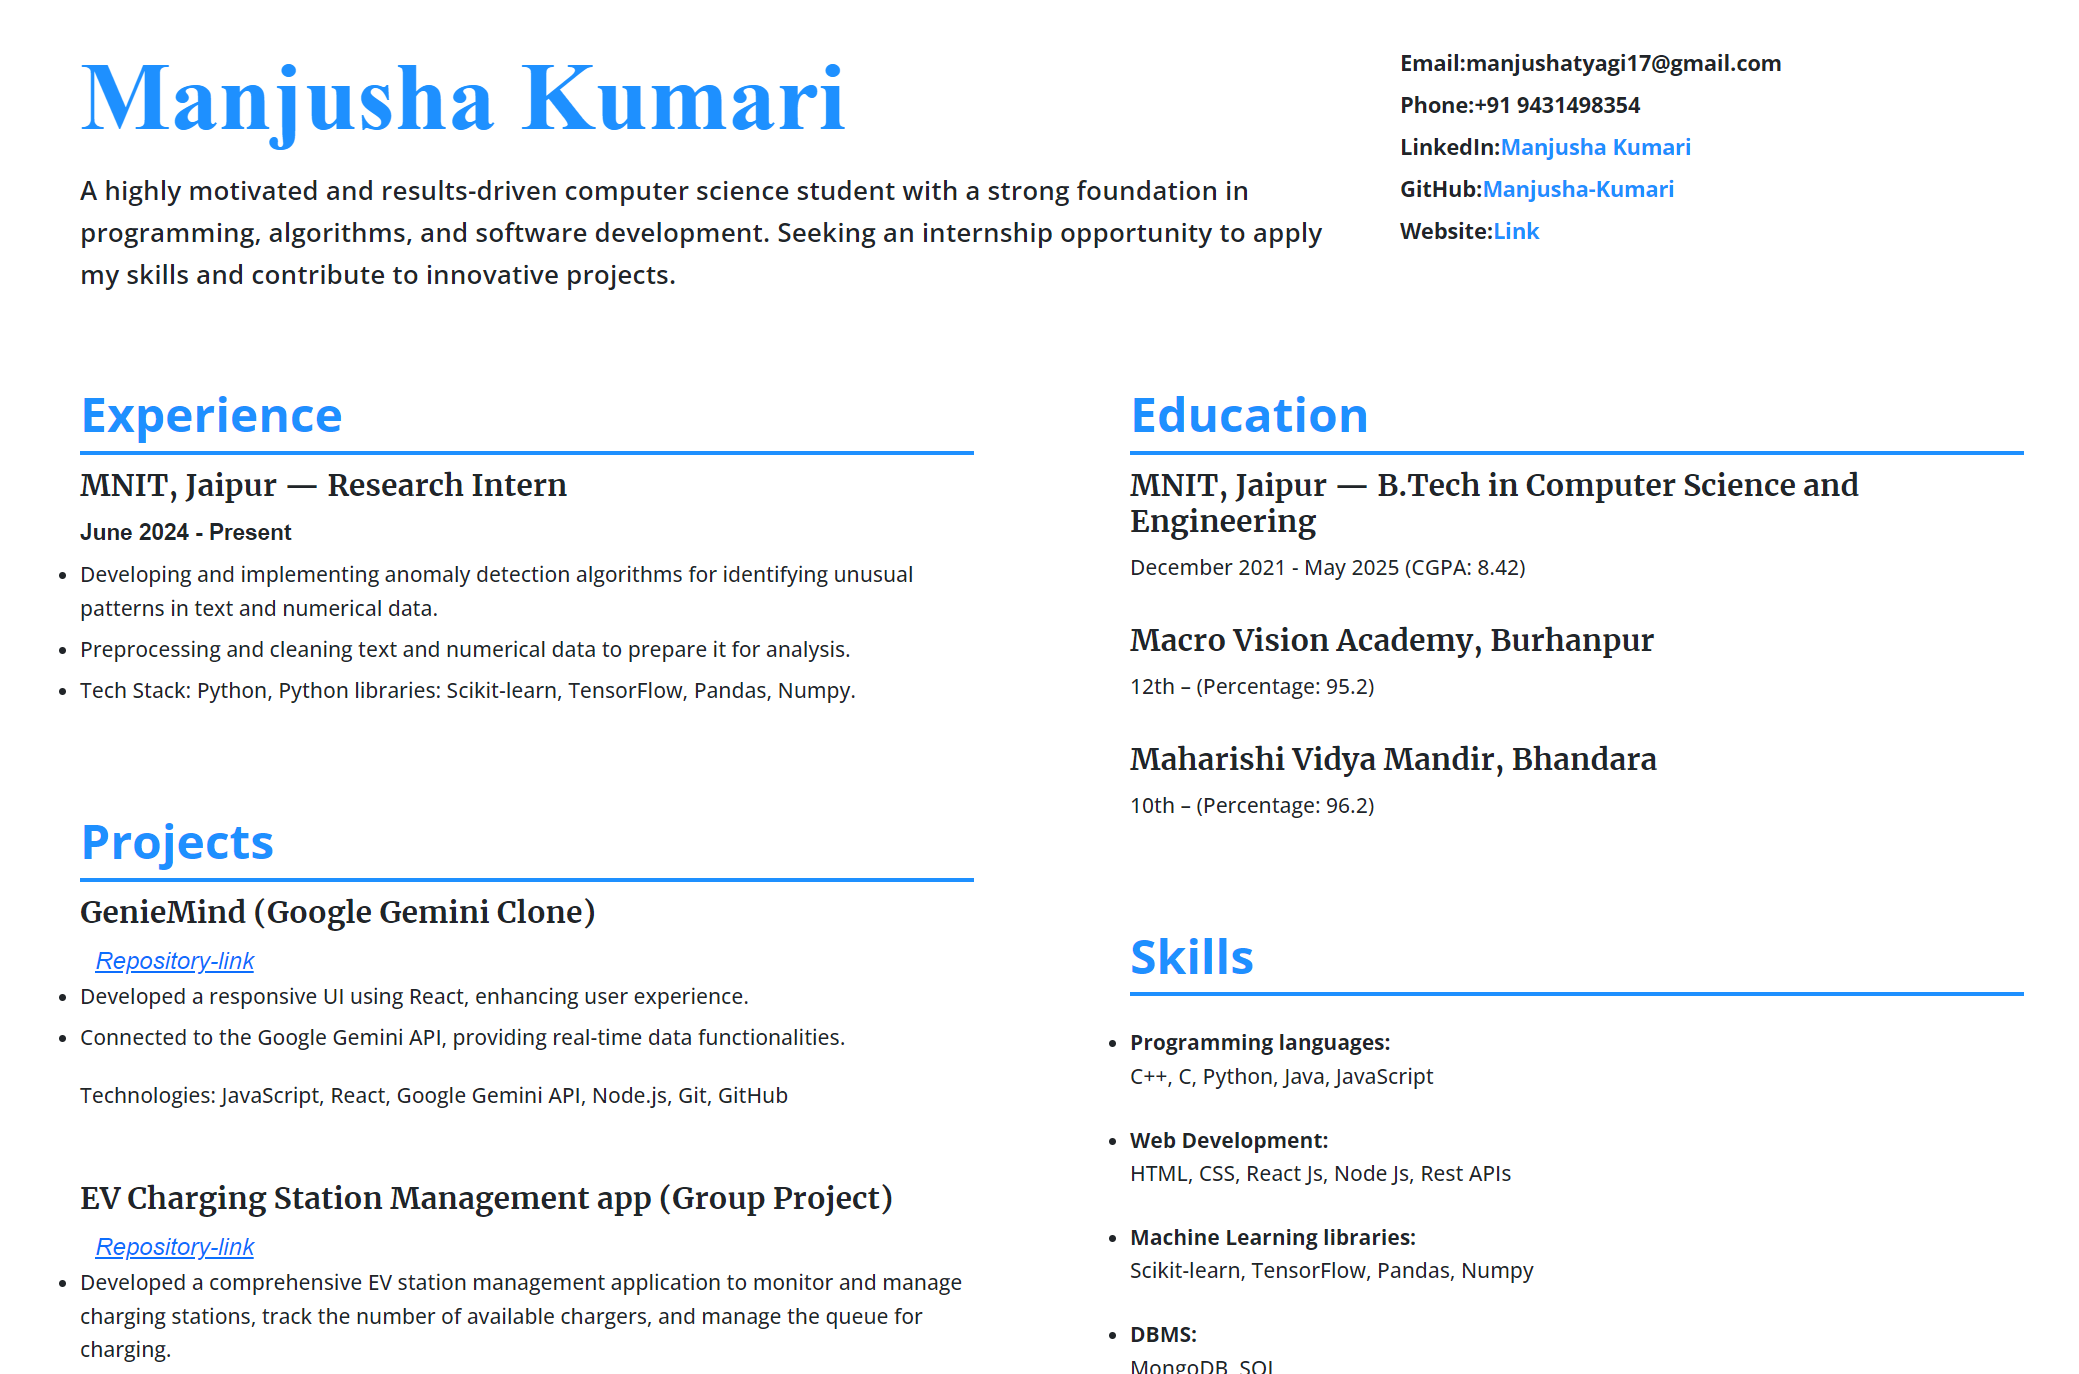 Manjusha Kumari
A highly motivated and results-driven computer science student with a strong foundation in
programming, algorithms, and software development. Seeking an internship opportunity to apply
my skills and contribute to innovative projects.
Email:manjushatyagi17@gmail.com
Phone:+91 9431498354
LinkedIn:Manjusha Kumari
GitHub:Manjusha-Kumari
Website:Link
Experience
MNIT, Jaipur — Research Intern
June 2024 - Present
• Developing and implementing anomaly detection algorithms for identifying unusual
patterns in text and numerical data.
• Preprocessing and cleaning text and numerical data to prepare it for analysis.
• Tech Stack: Python, Python libraries: Scikit-learn, TensorFlow, Pandas, Numpy.
Projects
GenieMind (Google Gemini Clone)
Repository-link
• Developed a responsive UI using React, enhancing user experience.
• Connected to the Google Gemini API, providing real-time data functionalities.
Technologies: JavaScript, React, Google Gemini API, Node.js, Git, GitHub
EV Charging Station Management app (Group Project)
Repository-link
• Developed a comprehensive EV station management application to monitor and manage
charging stations, track the number of available chargers, and manage the queue for
charging.
Education
MNIT, Jaipur — B.Tech in Computer Science and
Engineering
December 2021 - May 2025 (CGPA: 8.42)
Macro Vision Academy, Burhanpur
12th – (Percentage: 95.2)
Maharishi Vidya Mandir, Bhandara
10th – (Percentage: 96.2)
Skills
• Programming languages:
C++, C, Python, Java, JavaScript
• Web Development:
HTML, CSS, React Js, Node Js, Rest APIs
• Machine Learning libraries:
Scikit-learn, TensorFlow, Pandas, Numpy
• DBMS:
MongoDB, SQL